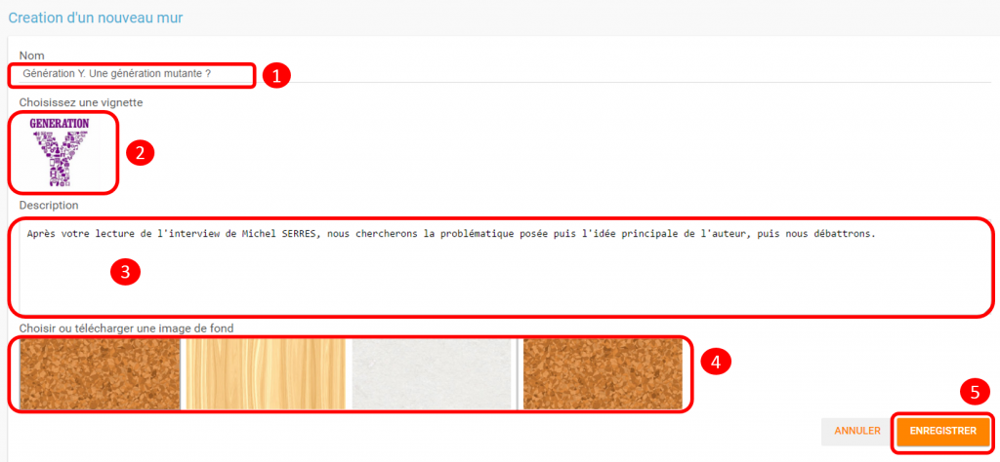 Creation d'un nouveau mur
Nom
Génération Y. Une génération mutante ?
1
Choisissez une vignette
GENERATION
Y
2
Description
Après votre lecture de l'interview de Michel SERRES, nous chercherons la problématique posée puis l'idée principale de l'auteur, puis nous débattrons.
3
Choisir ou télécharger une image de fond
4
5
ANNULER
ENREGISTRER